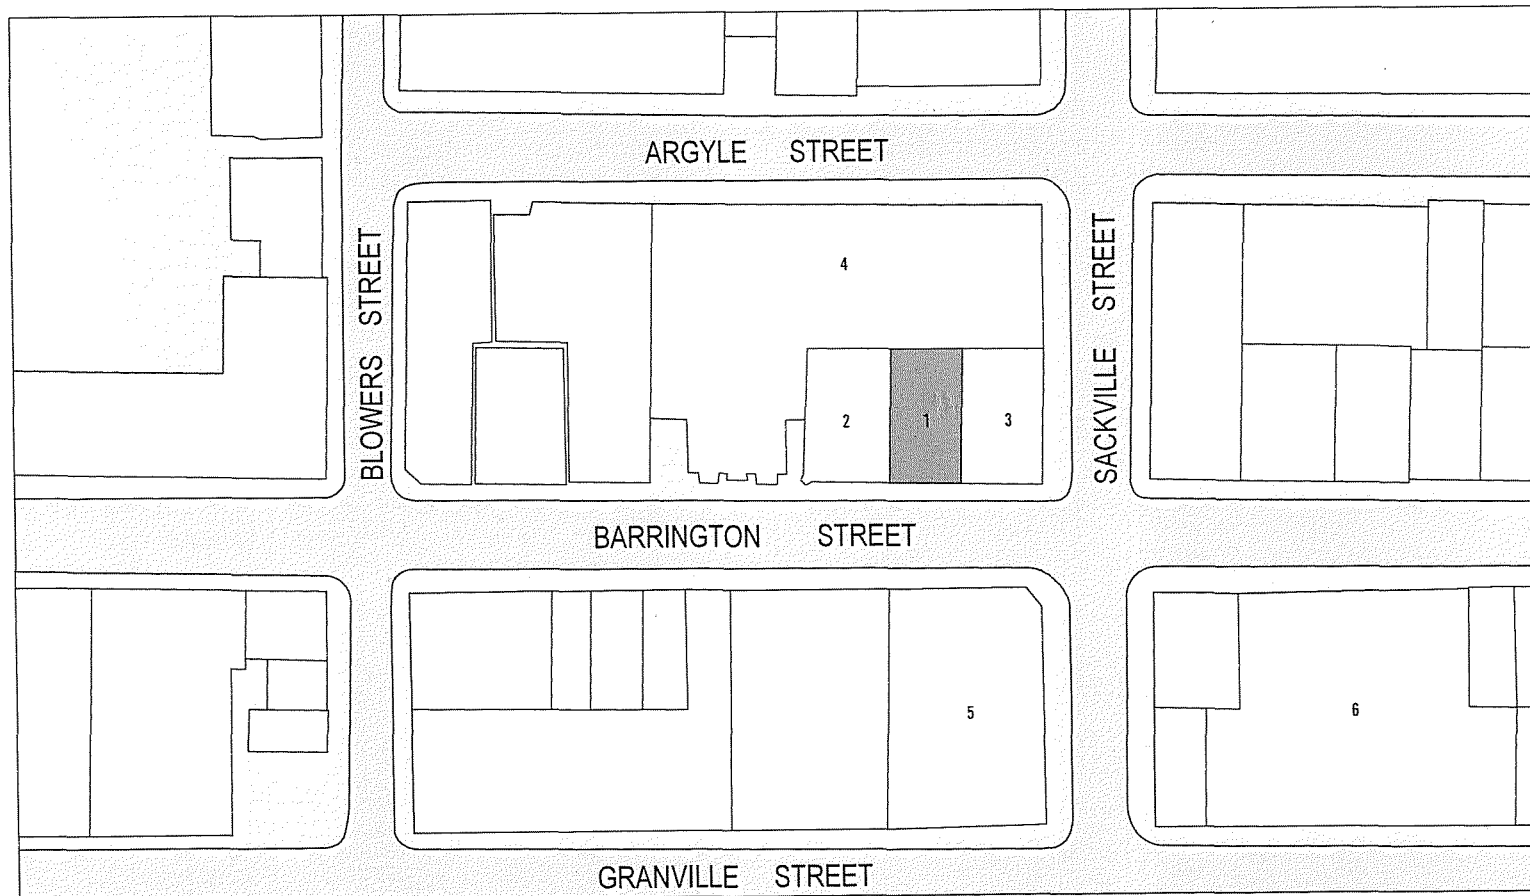 ARGYLE STREET
BLOWERS STREET
SACKVILLE STREET
4
2
1
3
BARRINGTON STREET
5
6
GRANVILLE STREET